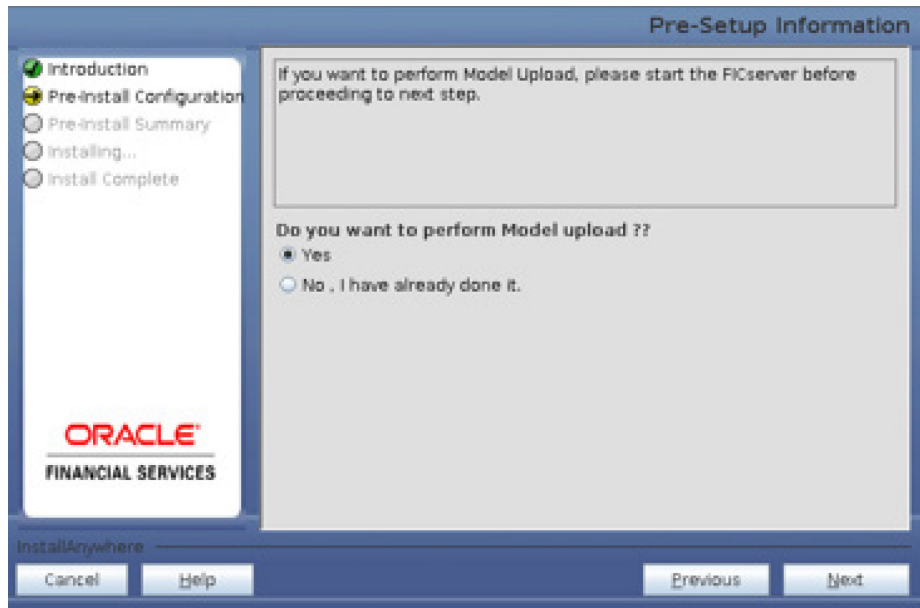 Pre-Setup Information
Introduction
Pre-Install Configuration
Pre-Install Summary
Installing...
Install Complete
If you want to perform Model Upload, please start the FICserver before
proceeding to next step.
Do you want to perform Model upload ??
Yes
No , I have already done it.
ORACLE
FINANCIAL SERVICES
InstallAnywhere
Cancel
Help
Previous
Next